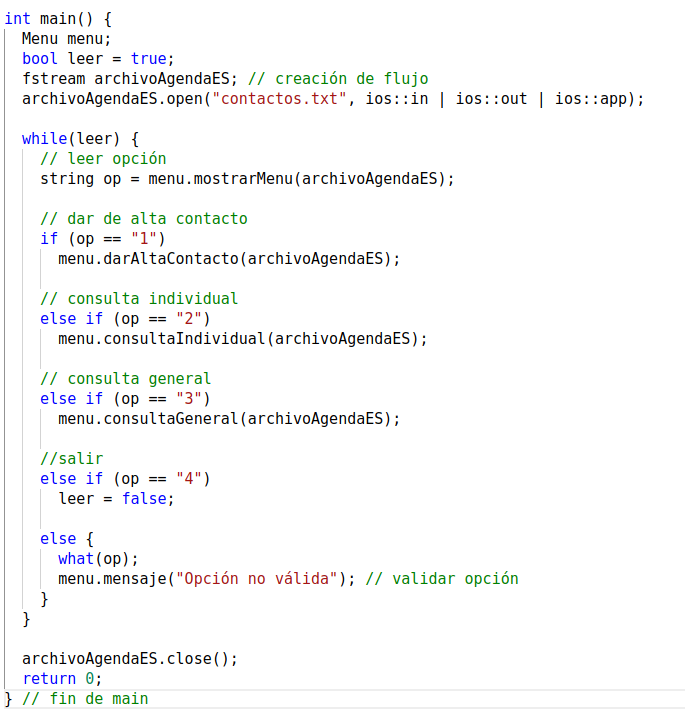 int main() {
Menu menu;
bool leer = true;
fstream archivoAgendaES; // creación de flujo
archivoAgendaES.open("contactos.txt", ios::in | ios::out | ios::app);
while(leer) {
// leer opción
string op = menu.mostrarMenu(archivoAgendaES);
// dar de alta contacto
if (op == "1")
menu.darAltaContacto(archivoAgendaES);
// consulta individual
else if (op == "2")
menu.consultaIndividual(archivoAgendaES);
// consulta general
else if (op == "3")
menu.consultaGeneral(archivoAgendaES);
//salir
else if (op == "4")
leer = false;
else {
what(op);
menu.mensaje("Opción no válida"); // validar opción
}
}
archivoAgendaES.close();
return 0;
} // fin de main